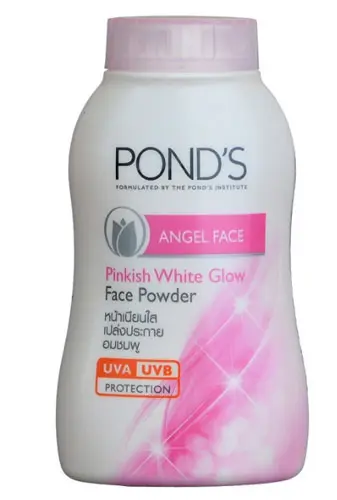 POND'S
FORMULATED BY THE POND'S INSTITUTE
ANGEL FACE
Pinkish White Glow
Face Powder
หน้าเนียนใส
เปล่งประกาย
อมชมพู
UVA UVB
PROTECTION